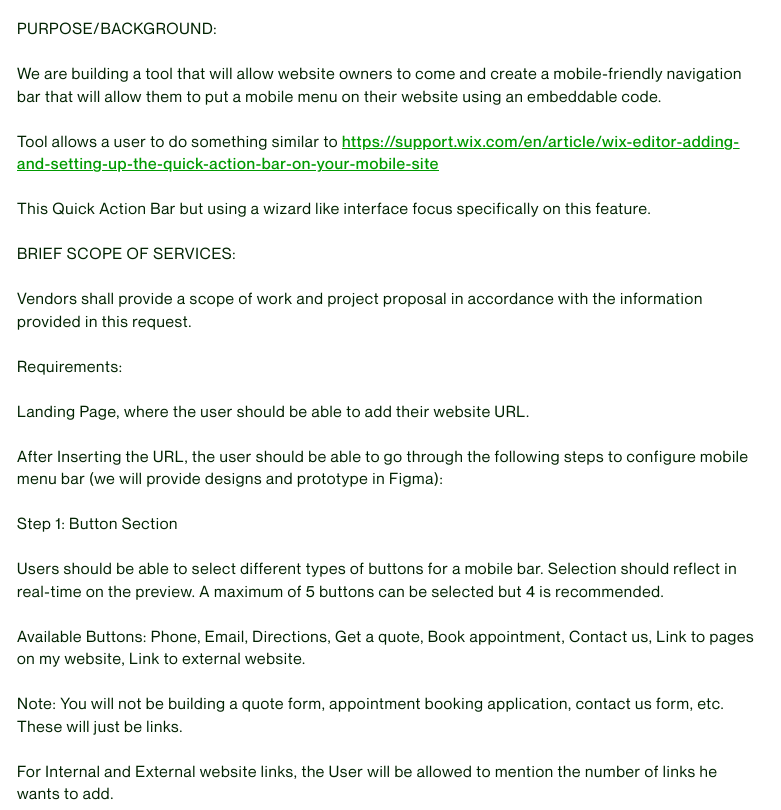 PURPOSE/BACKGROUND:
We are building a tool that will allow website owners to come and create a mobile-friendly navigation
bar that will allow them to put a mobile menu on their website using an embeddable code.
Tool allows a user to do something similar to https://support.wix.com/en/article/wix-editor-adding-
and-setting-up-the-quick-action-bar-on-your-mobile-site
This Quick Action Bar but using a wizard like interface focus specifically on this feature.
BRIEF SCOPE OF SERVICES:
Vendors shall provide a scope of work and project proposal in accordance with the information
provided in this request.
Requirements:
Landing Page, where the user should be able to add their website URL.
After Inserting the URL, the user should be able to go through the following steps to configure mobile
menu bar (we will provide designs and prototype in Figma):
Step 1: Button Section
Users should be able to select different types of buttons for a mobile bar. Selection should reflect in
real-time on the preview. A maximum of 5 buttons can be selected but 4 is recommended.
Available Buttons: Phone, Email, Directions, Get a quote, Book appointment, Contact us, Link to pages
on my website, Link to external website.
Note: You will not be building a quote form, appointment booking application, contact us form, etc.
These will just be links.
For Internal and External website links, the User will be allowed to mention the number of links he
wants to add.